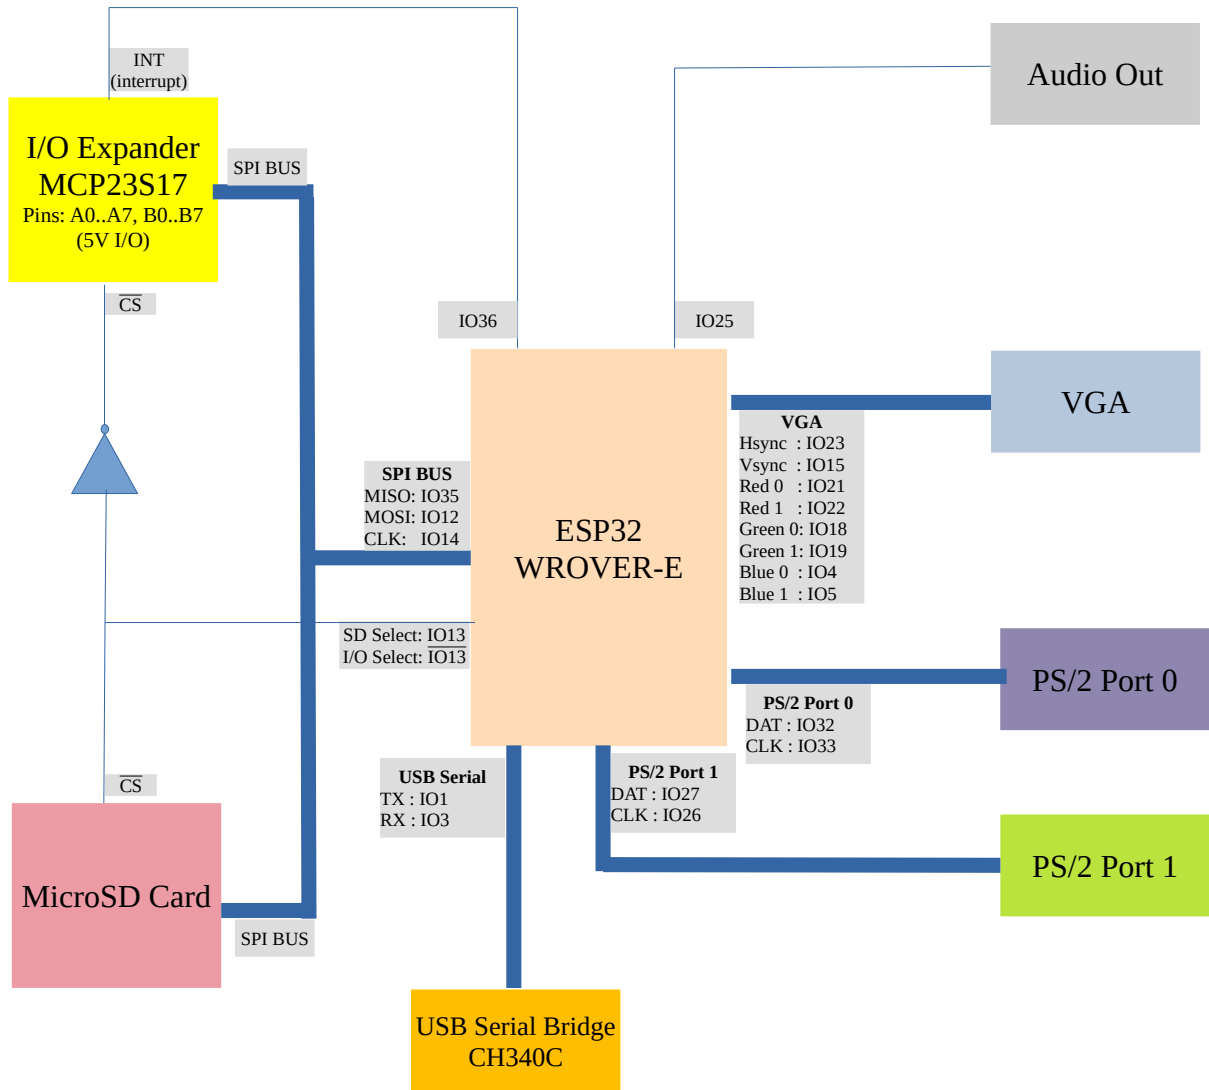 INT
(interrupt)
I/O Expander
MCP23S17
Pins: A0..A7, B0..B7
(5V I/O)
SPI BUS
C̅S̅
Audio Out
IO36
IO25
VGA
VGA
Hsync : IO23
Vsync : IO15
Red 0 : IO21
Red 1 : IO22
Green 0: IO18
Green 1: IO19
Blue 0 : IO4
Blue 1 : IO5
SPI BUS
MISO: IO35
MOSI: IO12
CLK: IO14
ESP32
WROVER-E
SD Select: IO13
I/O Select: I̅O̅1̅3̅
PS/2 Port 0
PS/2 Port 0
DAT : IO32
CLK : IO33
USB Serial
TX : IO1
RX : IO3
PS/2 Port 1
DAT : IO27
CLK : IO26
PS/2 Port 1
C̅S̅
MicroSD Card
SPI BUS
USB Serial Bridge
CH340C